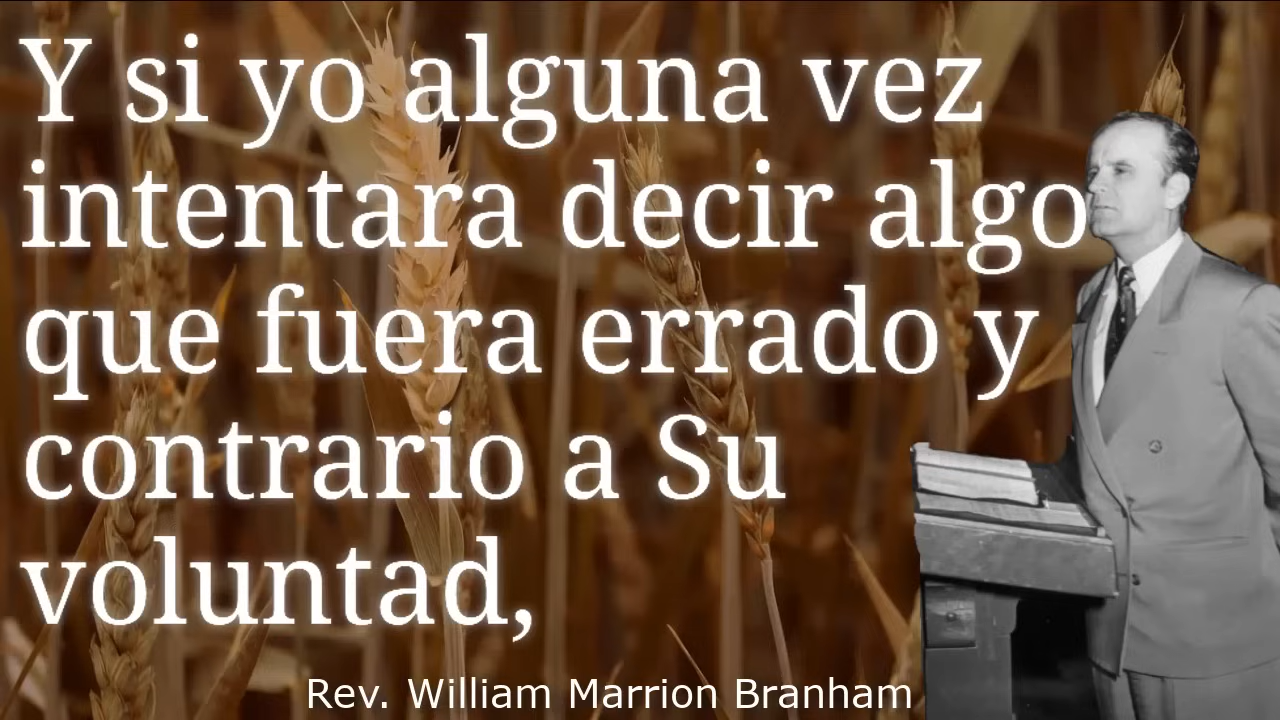 Y si yo alguna vez
intentara decir algo
que fuera errado y
contrario a Su
voluntad,
Rev. William Marrion Branham